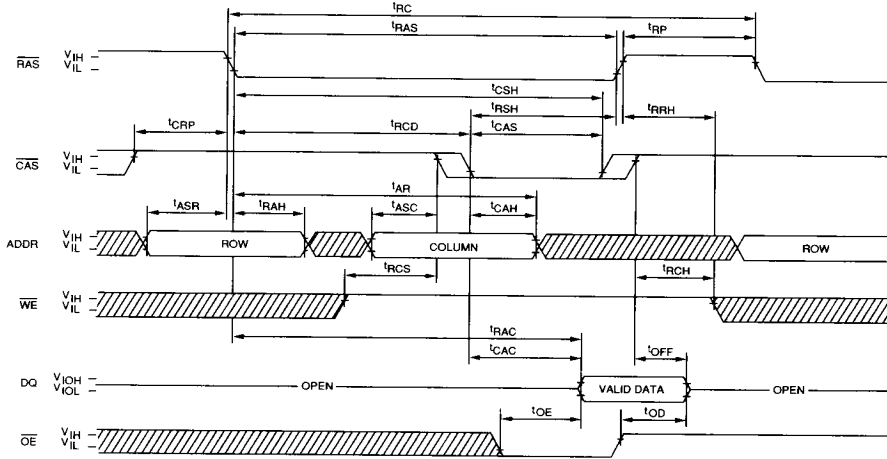 tRC
tRAS tRP
RAS VIH
VIL
tCSH
tRSH tRRH
tCRP tRCD tCAS
CAS VIH
VIL
tAR
tASR tRAH tASC tCAH
ADDR VIH
VIL ROW COLUMN ROW
tRCS tRCH
WE VIH
VIL
tRAC
tCAC tOFF
DQ VIOH
VIOL OPEN VALID DATA OPEN
tOE tOD
OE VIH
VIL